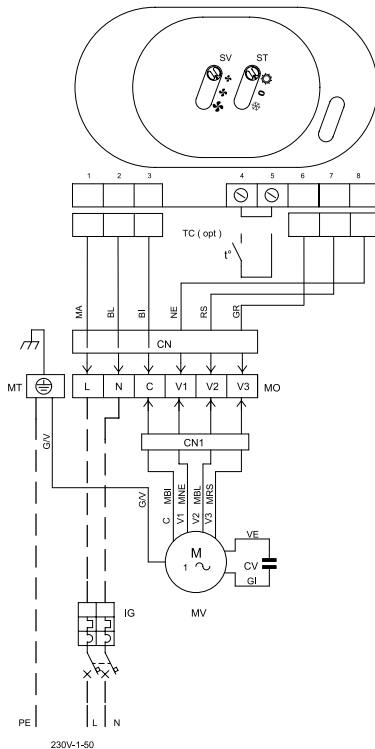 SV ST
0
1 2 3 4 5 6 7 8
TC ( opt )
t°
MA BL BI NE RS GR
CN
MT L N C V1 V2 V3 MO
G/V
CN1
G/V
C MBI
V1 MNE
V2 MBL
V3 MRS
M
1
VE
CV
GI
MV
IG
PE L N
230V-1-50